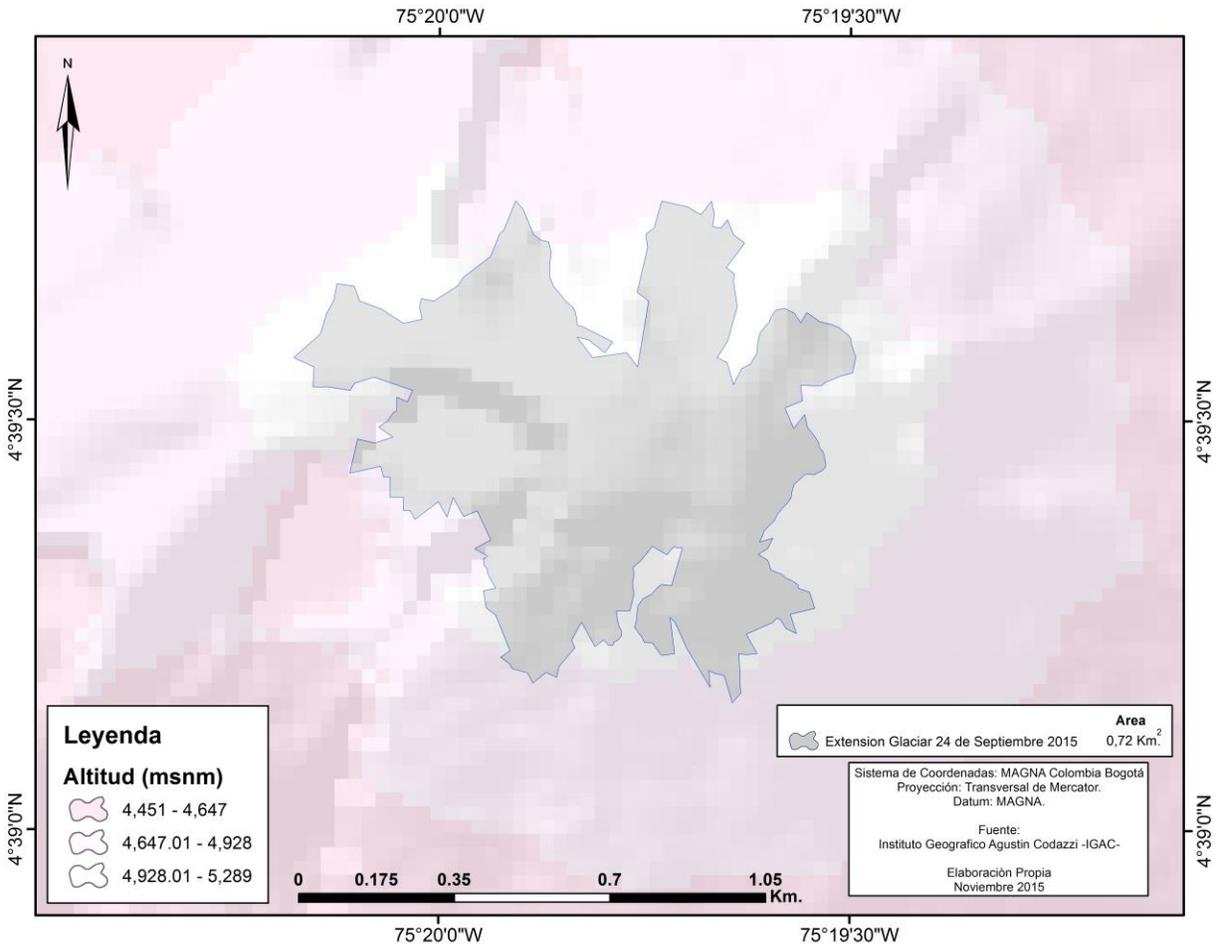 75°20'0"W
75°19'30"W
N
4°39'30"N
4°39'30"N
4°39'0"N
4°39'0"N
Leyenda
Altitud (msnm)
4,451 - 4,647
4,647.01 - 4,928
4,928.01 - 5,289
0 0.175 0.35 0.7 1.05
Km.
Area
Extension Glaciar 24 de Septiembre 2015 0,72 Km.2
Sistema de Coordenadas: MAGNA Colombia Bogotá
Proyección: Transversal de Mercator.
Datum: MAGNA.
Fuente:
Instituto Geografico Agustin Codazzi -IGAC-
Elaboraciòn Propia
Noviembre 2015
75°20'0"W
75°19'30"W